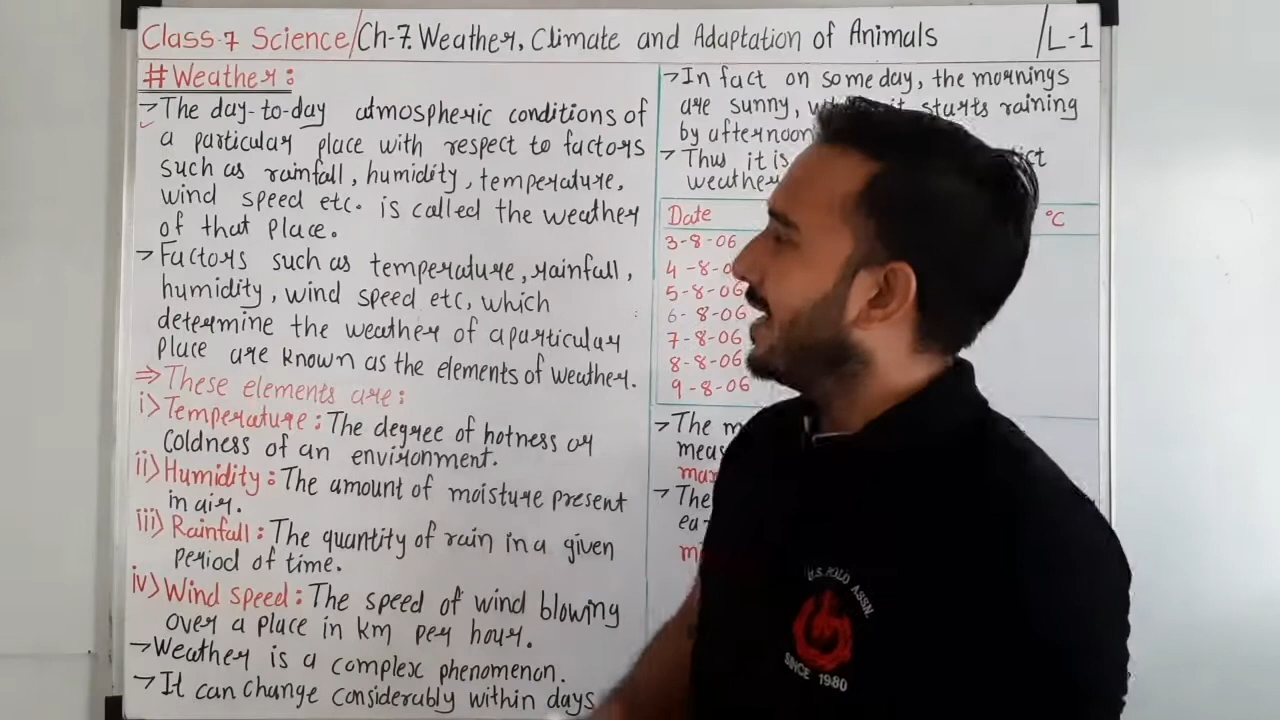 Class-7 Science/Ch-7. Weather, Climate and Adaptation of Animals /L-1
# Weather:
→The day-to-day atmospheric conditions of
a particular place with respect to factors
such as rainfall, humidity, temperature,
wind speed etc. is called the weather
of that Place.
→Factors such as temperature, rainfall,
humidity, wind speed etc, which
determine the weather of a particular
Place are known as the elements of weather.
⇒ These elements are:
i) Temperature: The degree of hotness or
Coldness of an environment.
ii) Humidity: The amount of moisture present
in air.
iii) Rainfall: The quantity of rain in a given
Period of time.
iv) Wind speed: The speed of wind blowing
over a place in km per hour.
→Weather is a complex phenomenon.
→It can change considerably within days
→In fact on some day, the mornings
are sunny, it starts raining
by afternoon
→ Thus it is
weather
Date °C
3-8-06
4-8-0
5-8-06
6-8-06
7-8-06
8-8-06
9-8-06
→The
→The
U.S. POLO ASSN.
SINCE 1980